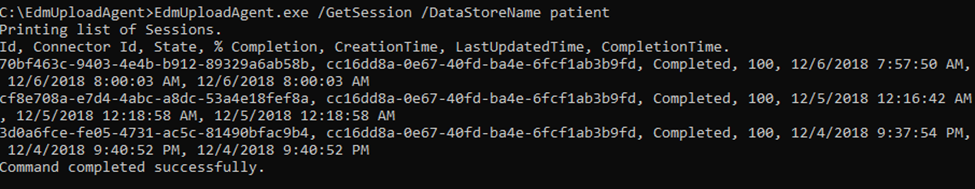 C:\EdmUploadAgent>EdmUploadAgent.exe /GetSession /DataStoreName patient
Printing list of Sessions.
Id, Connector Id, State, % Completion, CreationTime, LastUpdatedTime, CompletionTime.
70bf463c-9403-4e4b-b912-89329a6ab58b, cc16dd8a-0e67-40fd-ba4e-6fcf1ab3b9fd, Completed, 100, 12/6/2018 7:57:50 AM,
12/6/2018 8:00:03 AM, 12/6/2018 8:00:03 AM
cf8e708a-e7d4-4abc-a8dc-53a4e18fef8a, cc16dd8a-0e67-40fd-ba4e-6fcf1ab3b9fd, Completed, 100, 12/5/2018 12:16:42 AM
, 12/5/2018 12:18:58 AM, 12/5/2018 12:18:58 AM
3d0a6fce-fe05-4731-ac5c-81490bfac9b4, cc16dd8a-0e67-40fd-ba4e-6fcf1ab3b9fd, Completed, 100, 12/4/2018 9:37:54 PM,
12/4/2018 9:40:52 PM, 12/4/2018 9:40:52 PM
Command completed successfully.